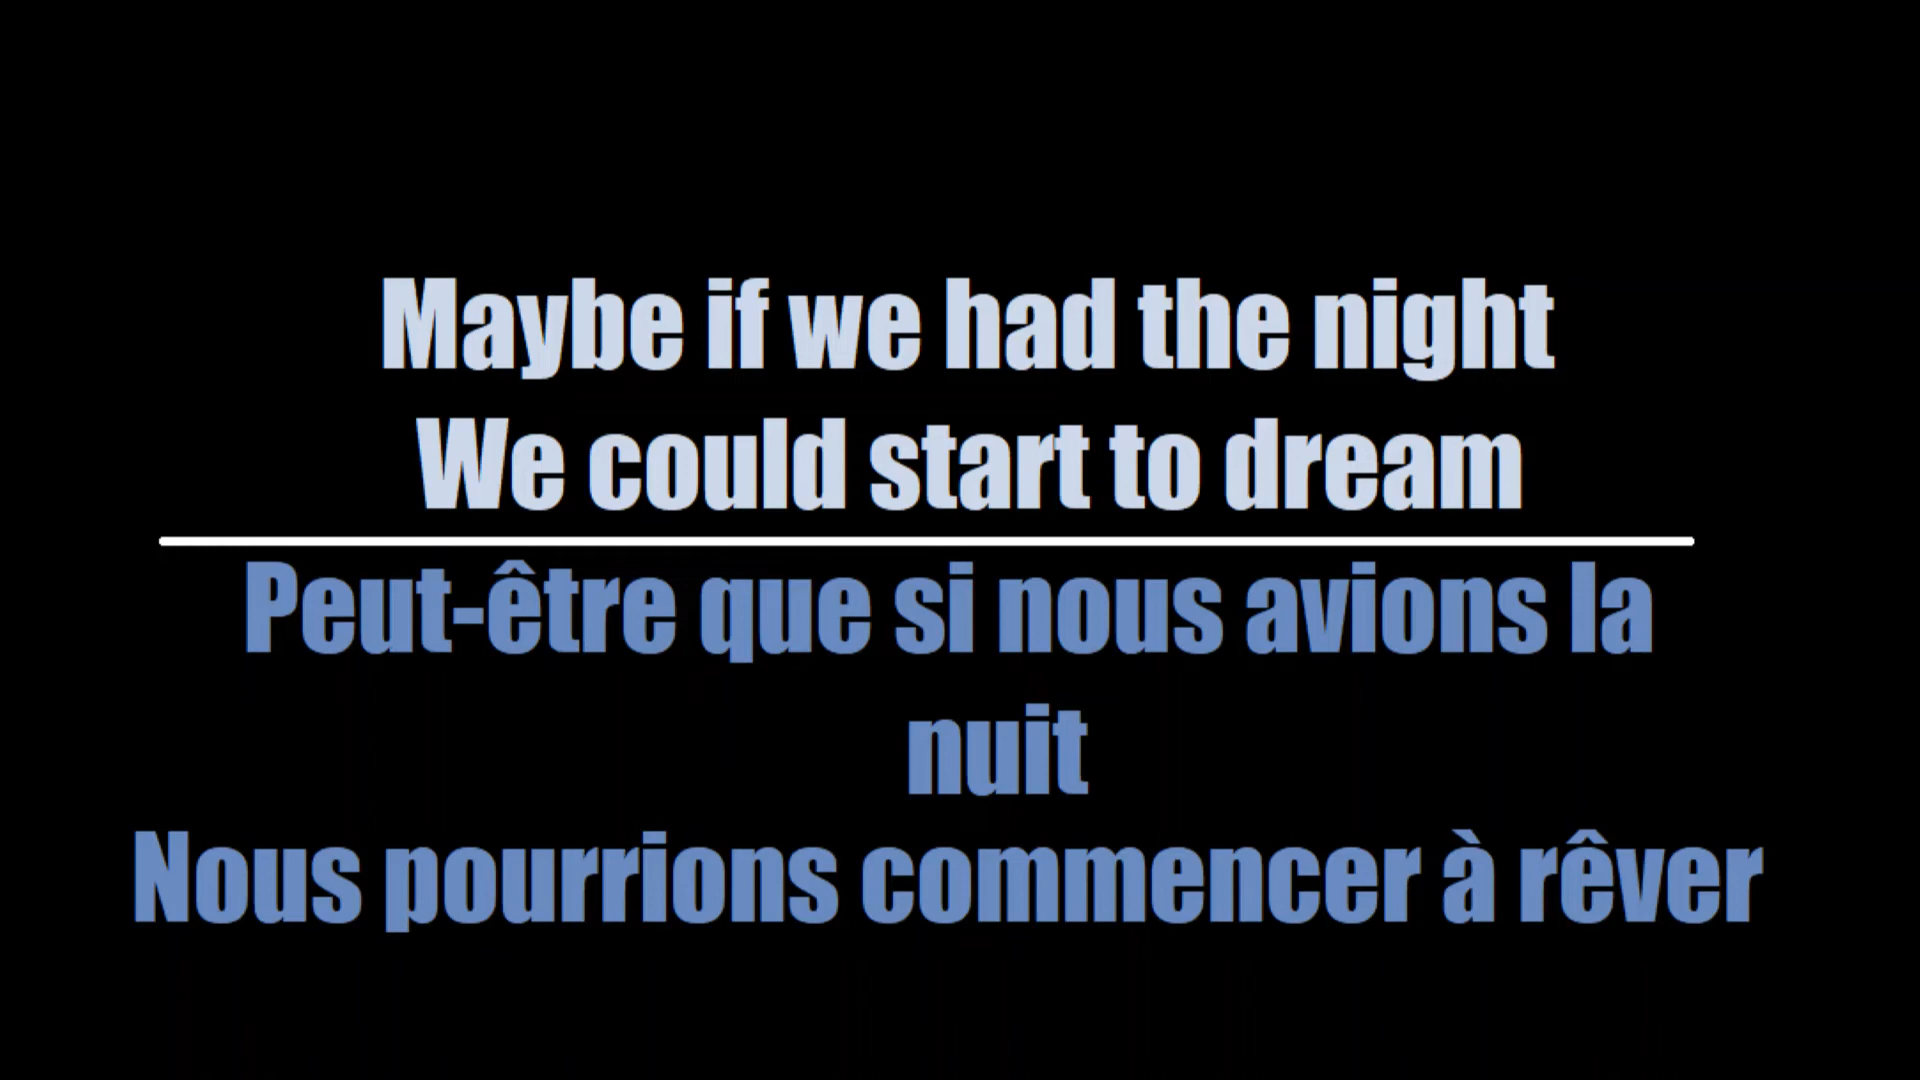 Maybe if we had the night
We could start to dream
Peut-être que si nous avions la
nuit
Nous pourrions commencer à rêver